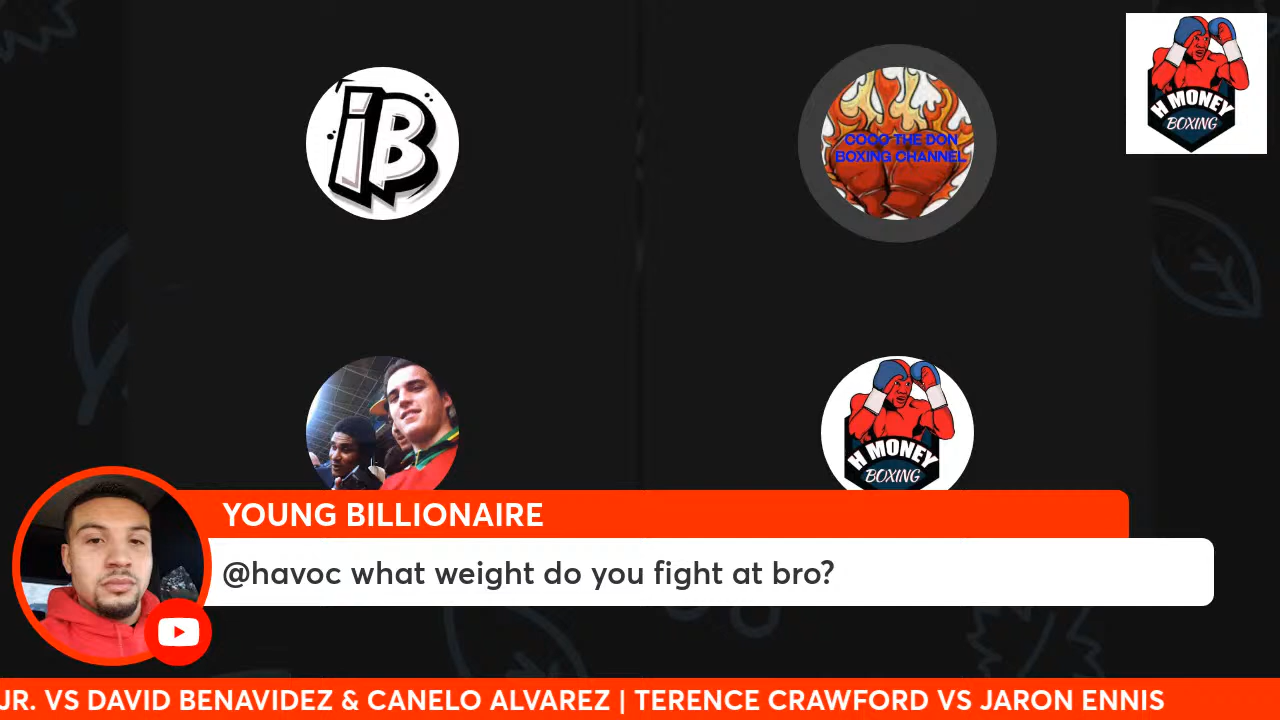 iB
COCO THE DON
BOXING CHANNEL
H MONEY
BOXING
H MONEY
BOXING
YOUNG BILLIONAIRE
@havoc what weight do you fight at bro?
JR. VS DAVID BENAVIDEZ & CANELO ALVAREZ | TERENCE CRAWFORD VS JARON ENNIS